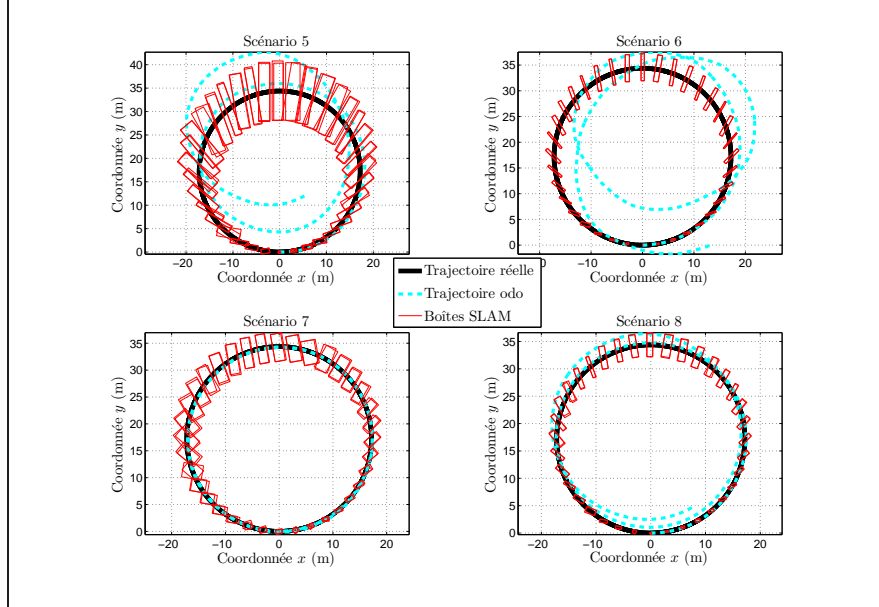 Scénario 5
40
35
30
25
20
15
10
5
0
Coordonnée y (m)
−20 −10 0 10 20
Coordonnée x (m)
Scénario 6
35
30
25
20
15
10
5
0
Coordonnée y (m)
−20 −10 0 10 20
Coordonnée x (m)
Trajectoire réelle
Trajectoire odo
Boîtes SLAM
Scénario 7
35
30
25
20
15
10
5
0
Coordonnée y (m)
−20 −10 0 10 20
Coordonnée x (m)
Scénario 8
35
30
25
20
15
10
5
0
Coordonnée y (m)
−20 −10 0 10 20
Coordonnée x (m)